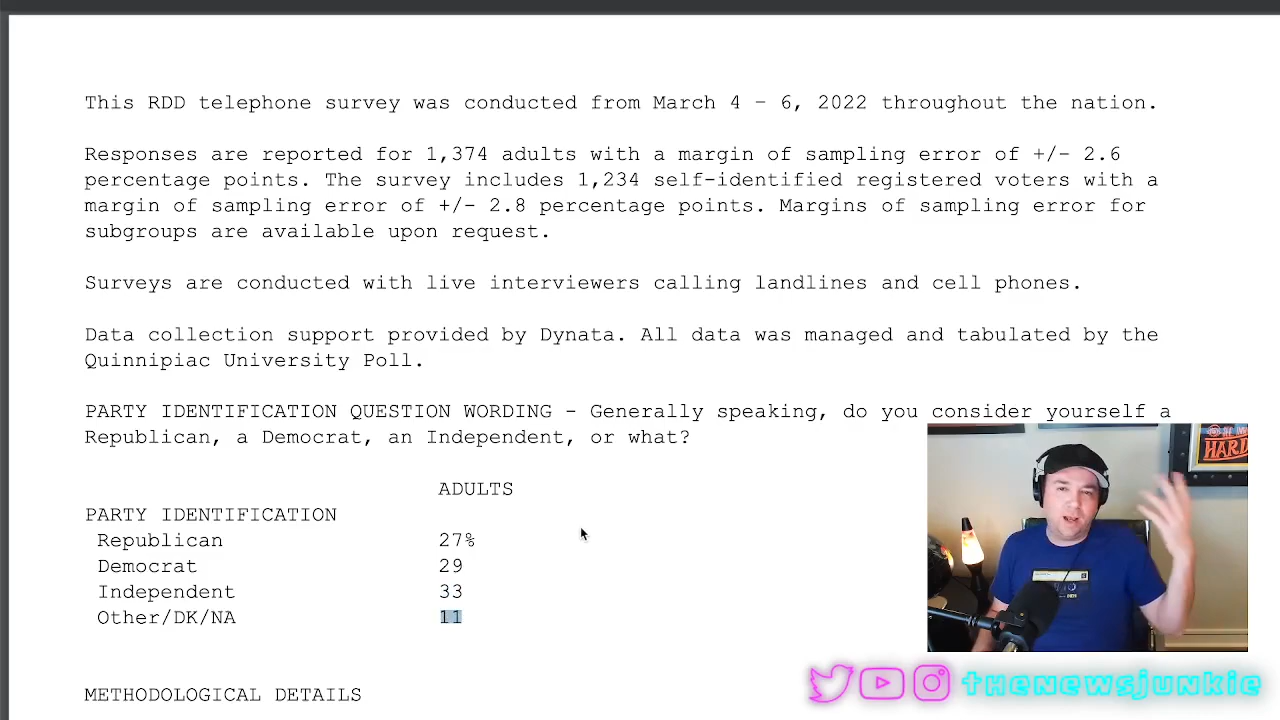 This RDD telephone survey was conducted from March 4 – 6, 2022 throughout the nation.
Responses are reported for 1,374 adults with a margin of sampling error of +/- 2.6
percentage points. The survey includes 1,234 self-identified registered voters with a
margin of sampling error of +/- 2.8 percentage points. Margins of sampling error for
subgroups are available upon request.
Surveys are conducted with live interviewers calling landlines and cell phones.
Data collection support provided by Dynata. All data was managed and tabulated by the
Quinnipiac University Poll.
PARTY IDENTIFICATION QUESTION WORDING - Generally speaking, do you consider yourself a
Republican, a Democrat, an Independent, or what?
ADULTS
PARTY IDENTIFICATION
Republican 27%
Democrat 29
Independent 33
Other/DK/NA 11
METHODOLOGICAL DETAILS
HARD
thenewsjunkie